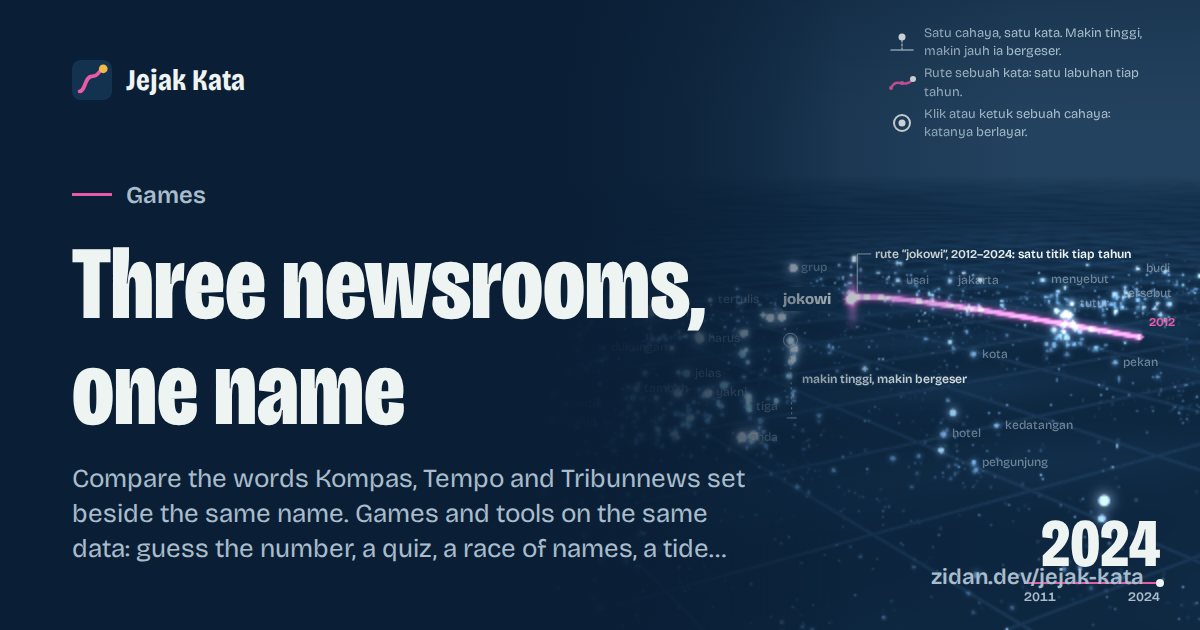 Jejak Kata
Satu cahaya, satu kata. Makin tinggi,
makin jauh ia bergeser.
Rute sebuah kata: satu labuhan tiap
tahun.
Klik atau ketuk sebuah cahaya:
katanya berlayar.
Games
Three newsrooms,
one name
Compare the words Kompas, Tempo and Tribunnews set
beside the same name. Games and tools on the same
data: guess the number, a quiz, a race of names, a tide...
rute “jokowi”, 2012–2024: satu titik tiap tahun
grup
usai
jakarta
menyebut
budi
tertulis
jokowi
2012
harus
kota
pekan
jelas
makin tinggi, makin bergeser
yakni
tiga
hotel
kedatangan
pengunjung
2024
zidan.dev/jejak-kata
2011
2024